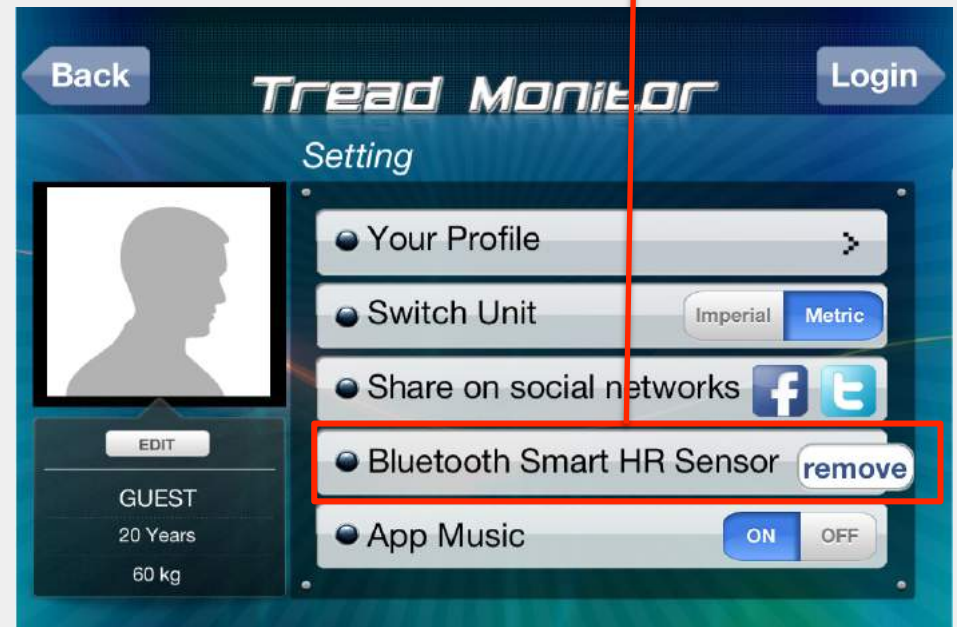 Back
Tread Monitor
Login
Setting
Your Profile
>
Switch Unit
Imperial
Metric
Share on social networks
f
t
Bluetooth Smart HR Sensor
remove
App Music
ON
OFF
EDIT
GUEST
20 Years
60 kg